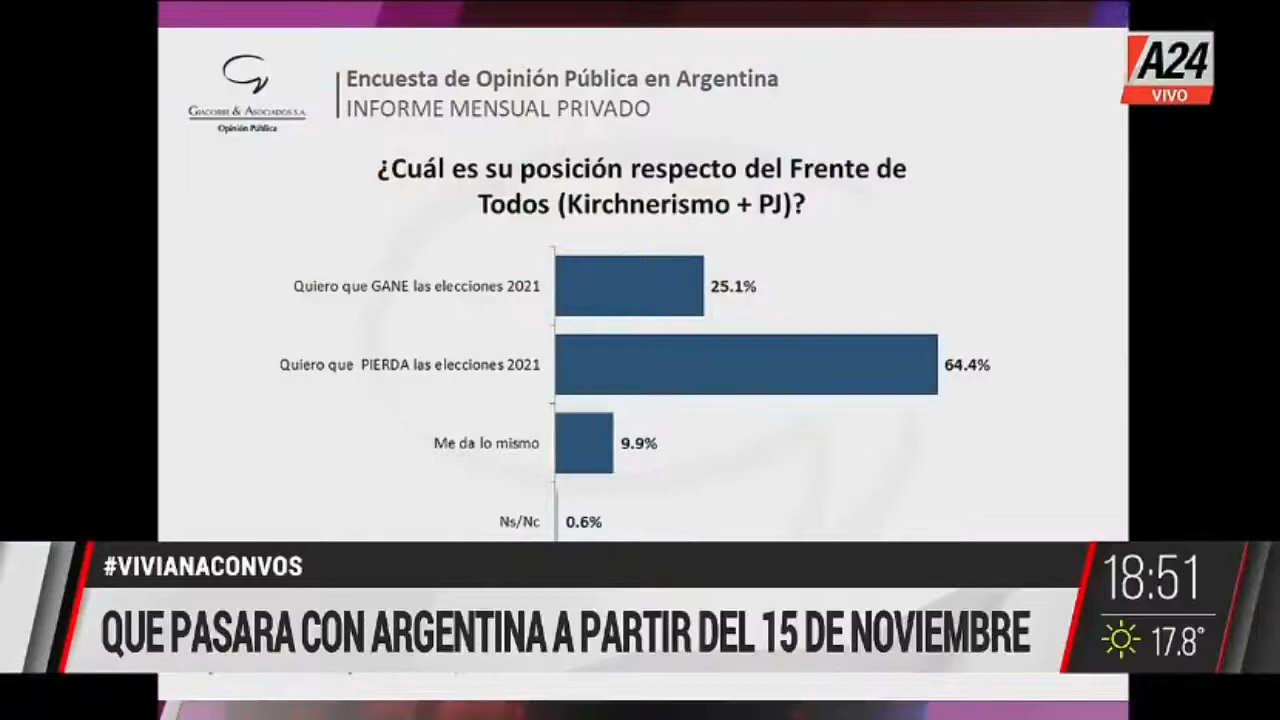 GIACOBBE & ASOCIADOS S.A.
Opinión Pública
Encuesta de Opinión Pública en Argentina
INFORME MENSUAL PRIVADO
A24
VIVO
¿Cuál es su posición respecto del Frente de
Todos (Kirchnerismo + PJ)?
Quiero que GANE las elecciones 2021 25.1%
Quiero que PIERDA las elecciones 2021 64.4%
Me da lo mismo 9.9%
Ns/Nc 0.6%
#VIVIANACONVOS
QUE PASARA CON ARGENTINA A PARTIR DEL 15 DE NOVIEMBRE
18:51
17.8°